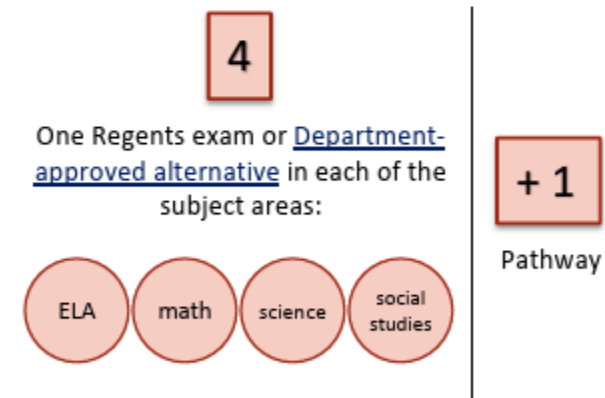 4
One Regents exam or Department-
approved alternative in each of the
subject areas:
ELA
math
science
social
studies
+ 1
Pathway